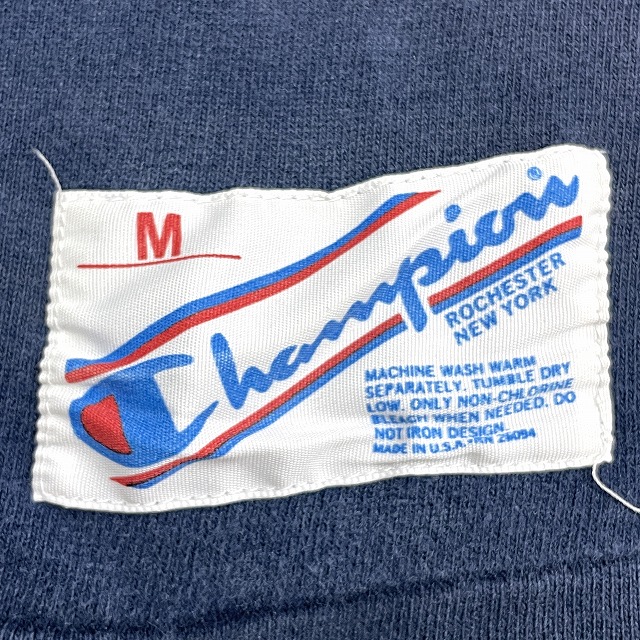 M
Champion®
ROCHESTER
NEW YORK
MACHINE WASH WARM
SEPARATELY. TUMBLE DRY
LOW. ONLY NON-CHLORINE
BLEACH WHEN NEEDED. DO
NOT IRON DESIGN.
MADE IN U.S.A. RN 26094